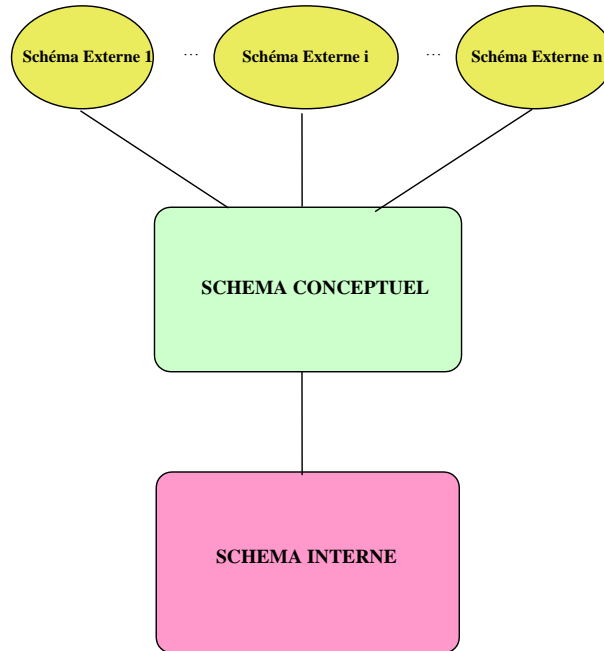 Schéma Externe 1 ... Schéma Externe i ... Schéma Externe n
SCHEMA CONCEPTUEL
SCHEMA INTERNE